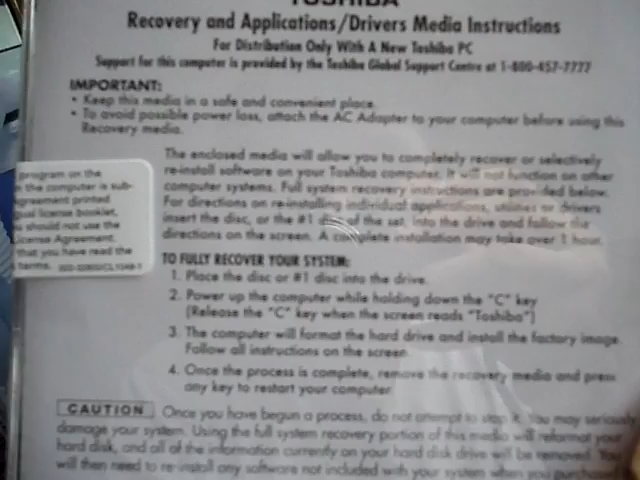 TOSHIBA
Recovery and Applications/Drivers Media Instructions
For Distribution Only With A New Toshiba PC
Support for this computer is provided by the Toshiba Global Support Centre at 1-800-457-7777
IMPORTANT:
• Keep this media in a safe and convenient place.
• To avoid possible power loss, attach the AC Adapter to your computer before using this
Recovery media.
program on the
the computer is sub-
agreement printed
license booklet,
should not use the
License Agreement.
that you have read the
terms.
The enclosed media will allow you to completely recover or selectively
re-install software on your Toshiba computer. It will not function on other
computer systems. Full system recovery instructions are provided below.
For directions on re-installing individual applications, utilities or drivers
insert the disc, or the #1 disc of the set, into the drive and follow the
directions on the screen. A complete installation may take over 1 hour.
TO FULLY RECOVER YOUR SYSTEM:
1. Place the disc or #1 disc into the drive.
2. Power up the computer while holding down the "C" key
(Release the "C" key when the screen reads "Toshiba")
3. The computer will format the hard drive and install the factory image.
Follow all instructions on the screen.
4. Once the process is complete, remove the recovery media and press
any key to restart your computer.
CAUTION Once you have begun a process, do not attempt to stop it. You may seriously
damage your system. Using the full system recovery portion of this media will reformat your
hard disk, and all of the information currently on your hard disk drive will be removed. You
will then need to re-install any software not included with your system when you purchased